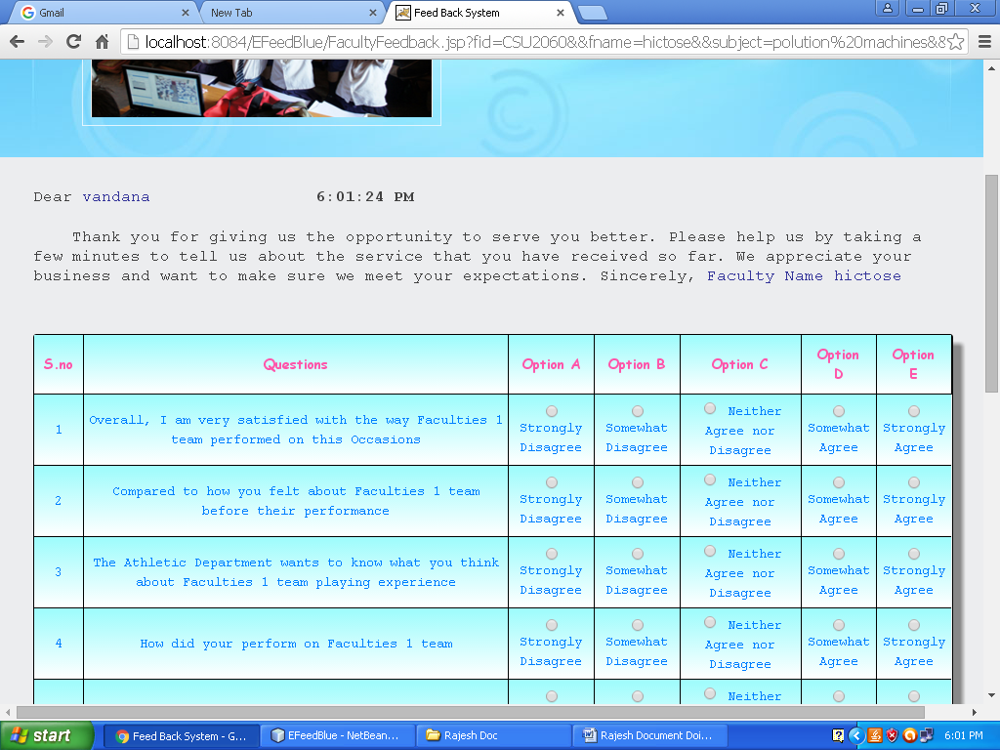 Gmail
New Tab
Feed Back System
localhost:8084/EFeedBlue/FacultyFeedback.jsp?fid=CSU2060&&fname=hictose&&subject=polution%20machines&&
Dear vandana 6:01:24 PM
Thank you for giving us the opportunity to serve you better. Please help us by taking a
few minutes to tell us about the service that you have received so far. We appreciate your
business and want to make sure we meet your expectations. Sincerely, Faculty Name hictose
S.no Questions Option A Option B Option C Option D Option E
1 Overall, I am very satisfied with the way Faculties 1
team performed on this Occasions
Strongly Disagree
Somewhat Disagree
Neither Agree nor Disagree
Somewhat Agree
Strongly Agree
2 Compared to how you felt about Faculties 1 team
before their performance
Strongly Disagree
Somewhat Disagree
Neither Agree nor Disagree
Somewhat Agree
Strongly Agree
3 The Athletic Department wants to know what you think
about Faculties 1 team playing experience
Strongly Disagree
Somewhat Disagree
Neither Agree nor Disagree
Somewhat Agree
Strongly Agree
4 How did your perform on Faculties 1 team
Strongly Disagree
Somewhat Disagree
Neither Agree nor Disagree
Somewhat Agree
Strongly Agree
Neither
start
Feed Back System - G...
EFeedBlue - NetBean...
Rajesh Doc
Rajesh Document Doi...
6:01 PM